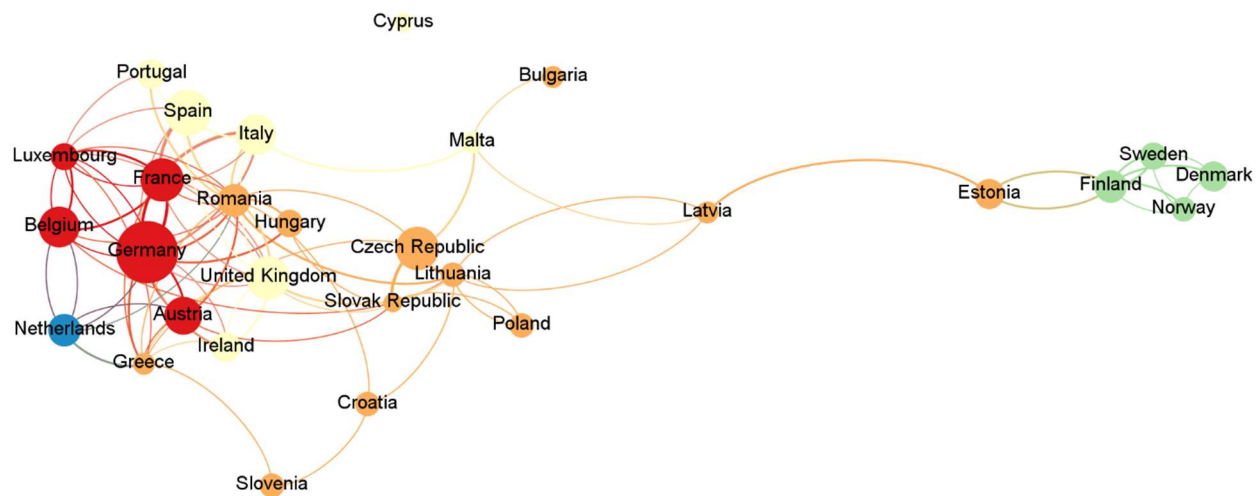 Cyprus
Portugal
Bulgaria
Spain
Italy
Malta
Luxembourg
Sweden
France
Denmark
Estonia
Finland
Romania
Norway
Latvia
Hungary
Belgium
Germany
Czech Republic
United Kingdom
Lithuania
Slovak Republic
Austria
Poland
Netherlands
Ireland
Greece
Croatia
Slovenia